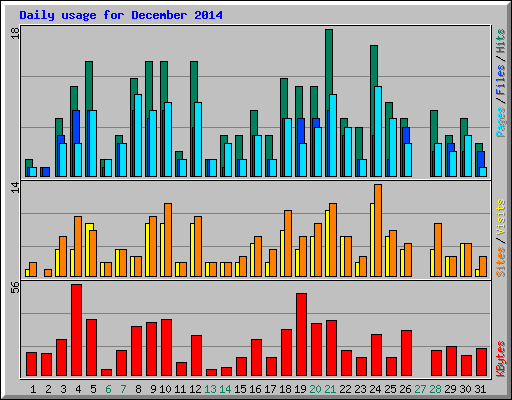 Daily usage for December 2014
18
14
56
Pages / Files / Hits
Sites / Visits
KBytes
1 2 3 4 5 6 7 8 9 10 11 12 13 14 15 16 17 18 19 20 21 22 23 24 25 26 27 28 29 30 31